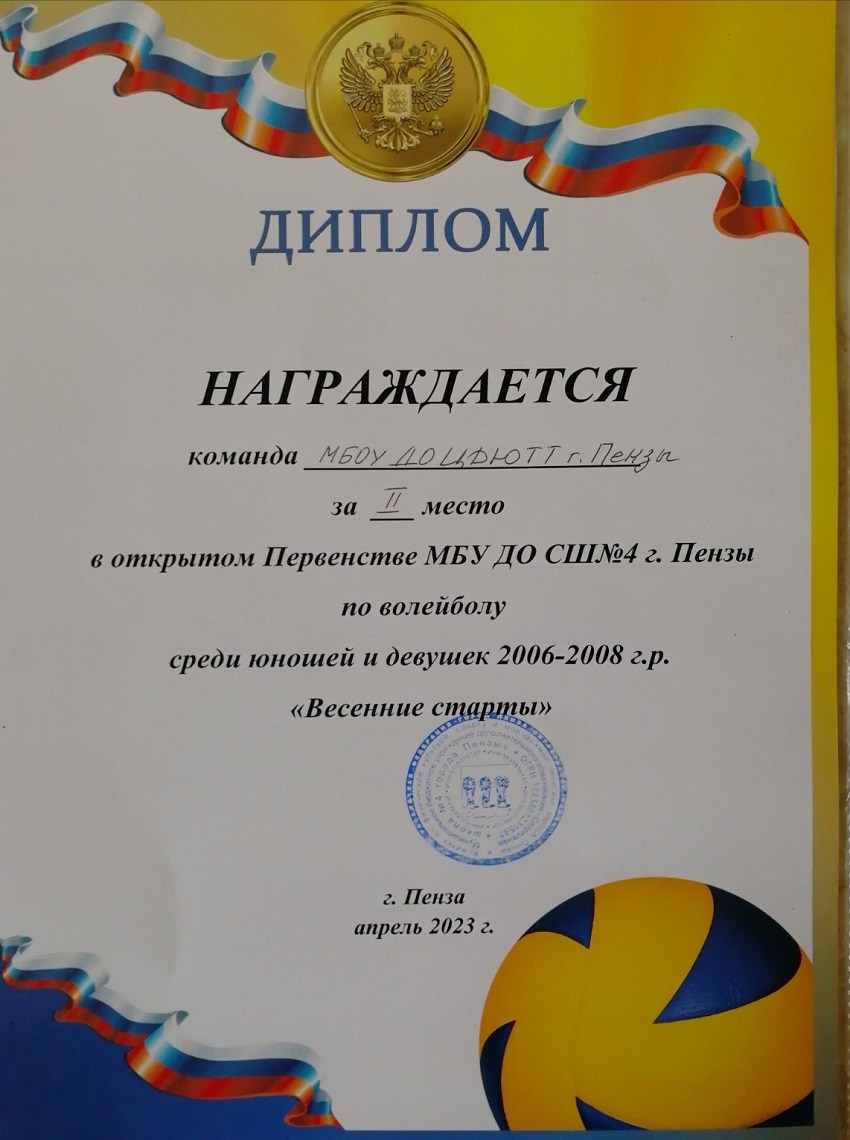 ДИПЛОМ
НАГРАЖДАЕТСЯ
команда МБОУ ДО ЦДЮТТ г. Пензы
за II место
в открытом Первенстве МБУ ДО СШ№4 г. Пензы
по волейболу
среди юношей и девушек 2006-2008 г.р.
«Весенние старты»
г. Пенза
апрель 2023 г.